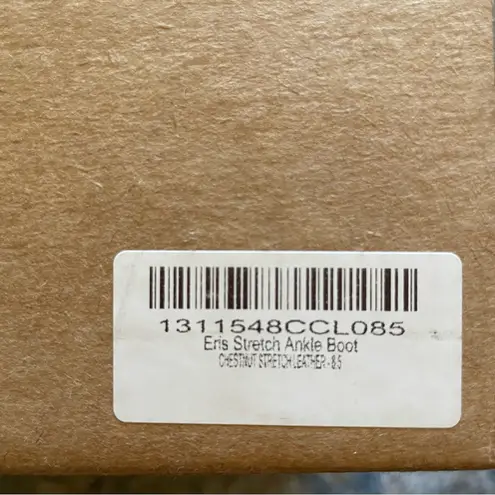 1311548CCL085
Eris Stretch Ankle Boot
CHESTNUT STRETCH LEATHER - 8.5